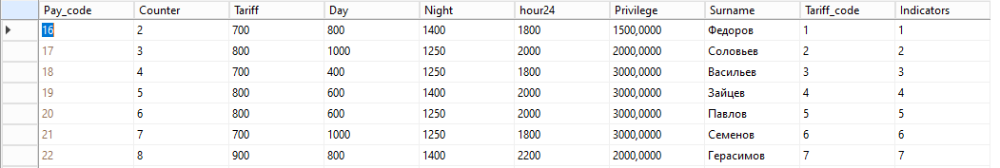 Pay_code Counter Tariff Day Night hour24 Privilege Surname Tariff_code Indicators
16 2 700 800 1400 1800 1500,0000 Федоров 1 1
17 3 800 1000 1250 2000 2000,0000 Соловьев 2 2
18 4 700 400 1250 1800 3000,0000 Васильев 3 3
19 5 800 600 1400 2000 3000,0000 Зайцев 4 4
20 6 800 600 1250 2000 3000,0000 Павлов 5 5
21 7 700 1000 1250 1800 3000,0000 Семенов 6 6
22 8 900 800 1400 2200 2000,0000 Герасимов 7 7